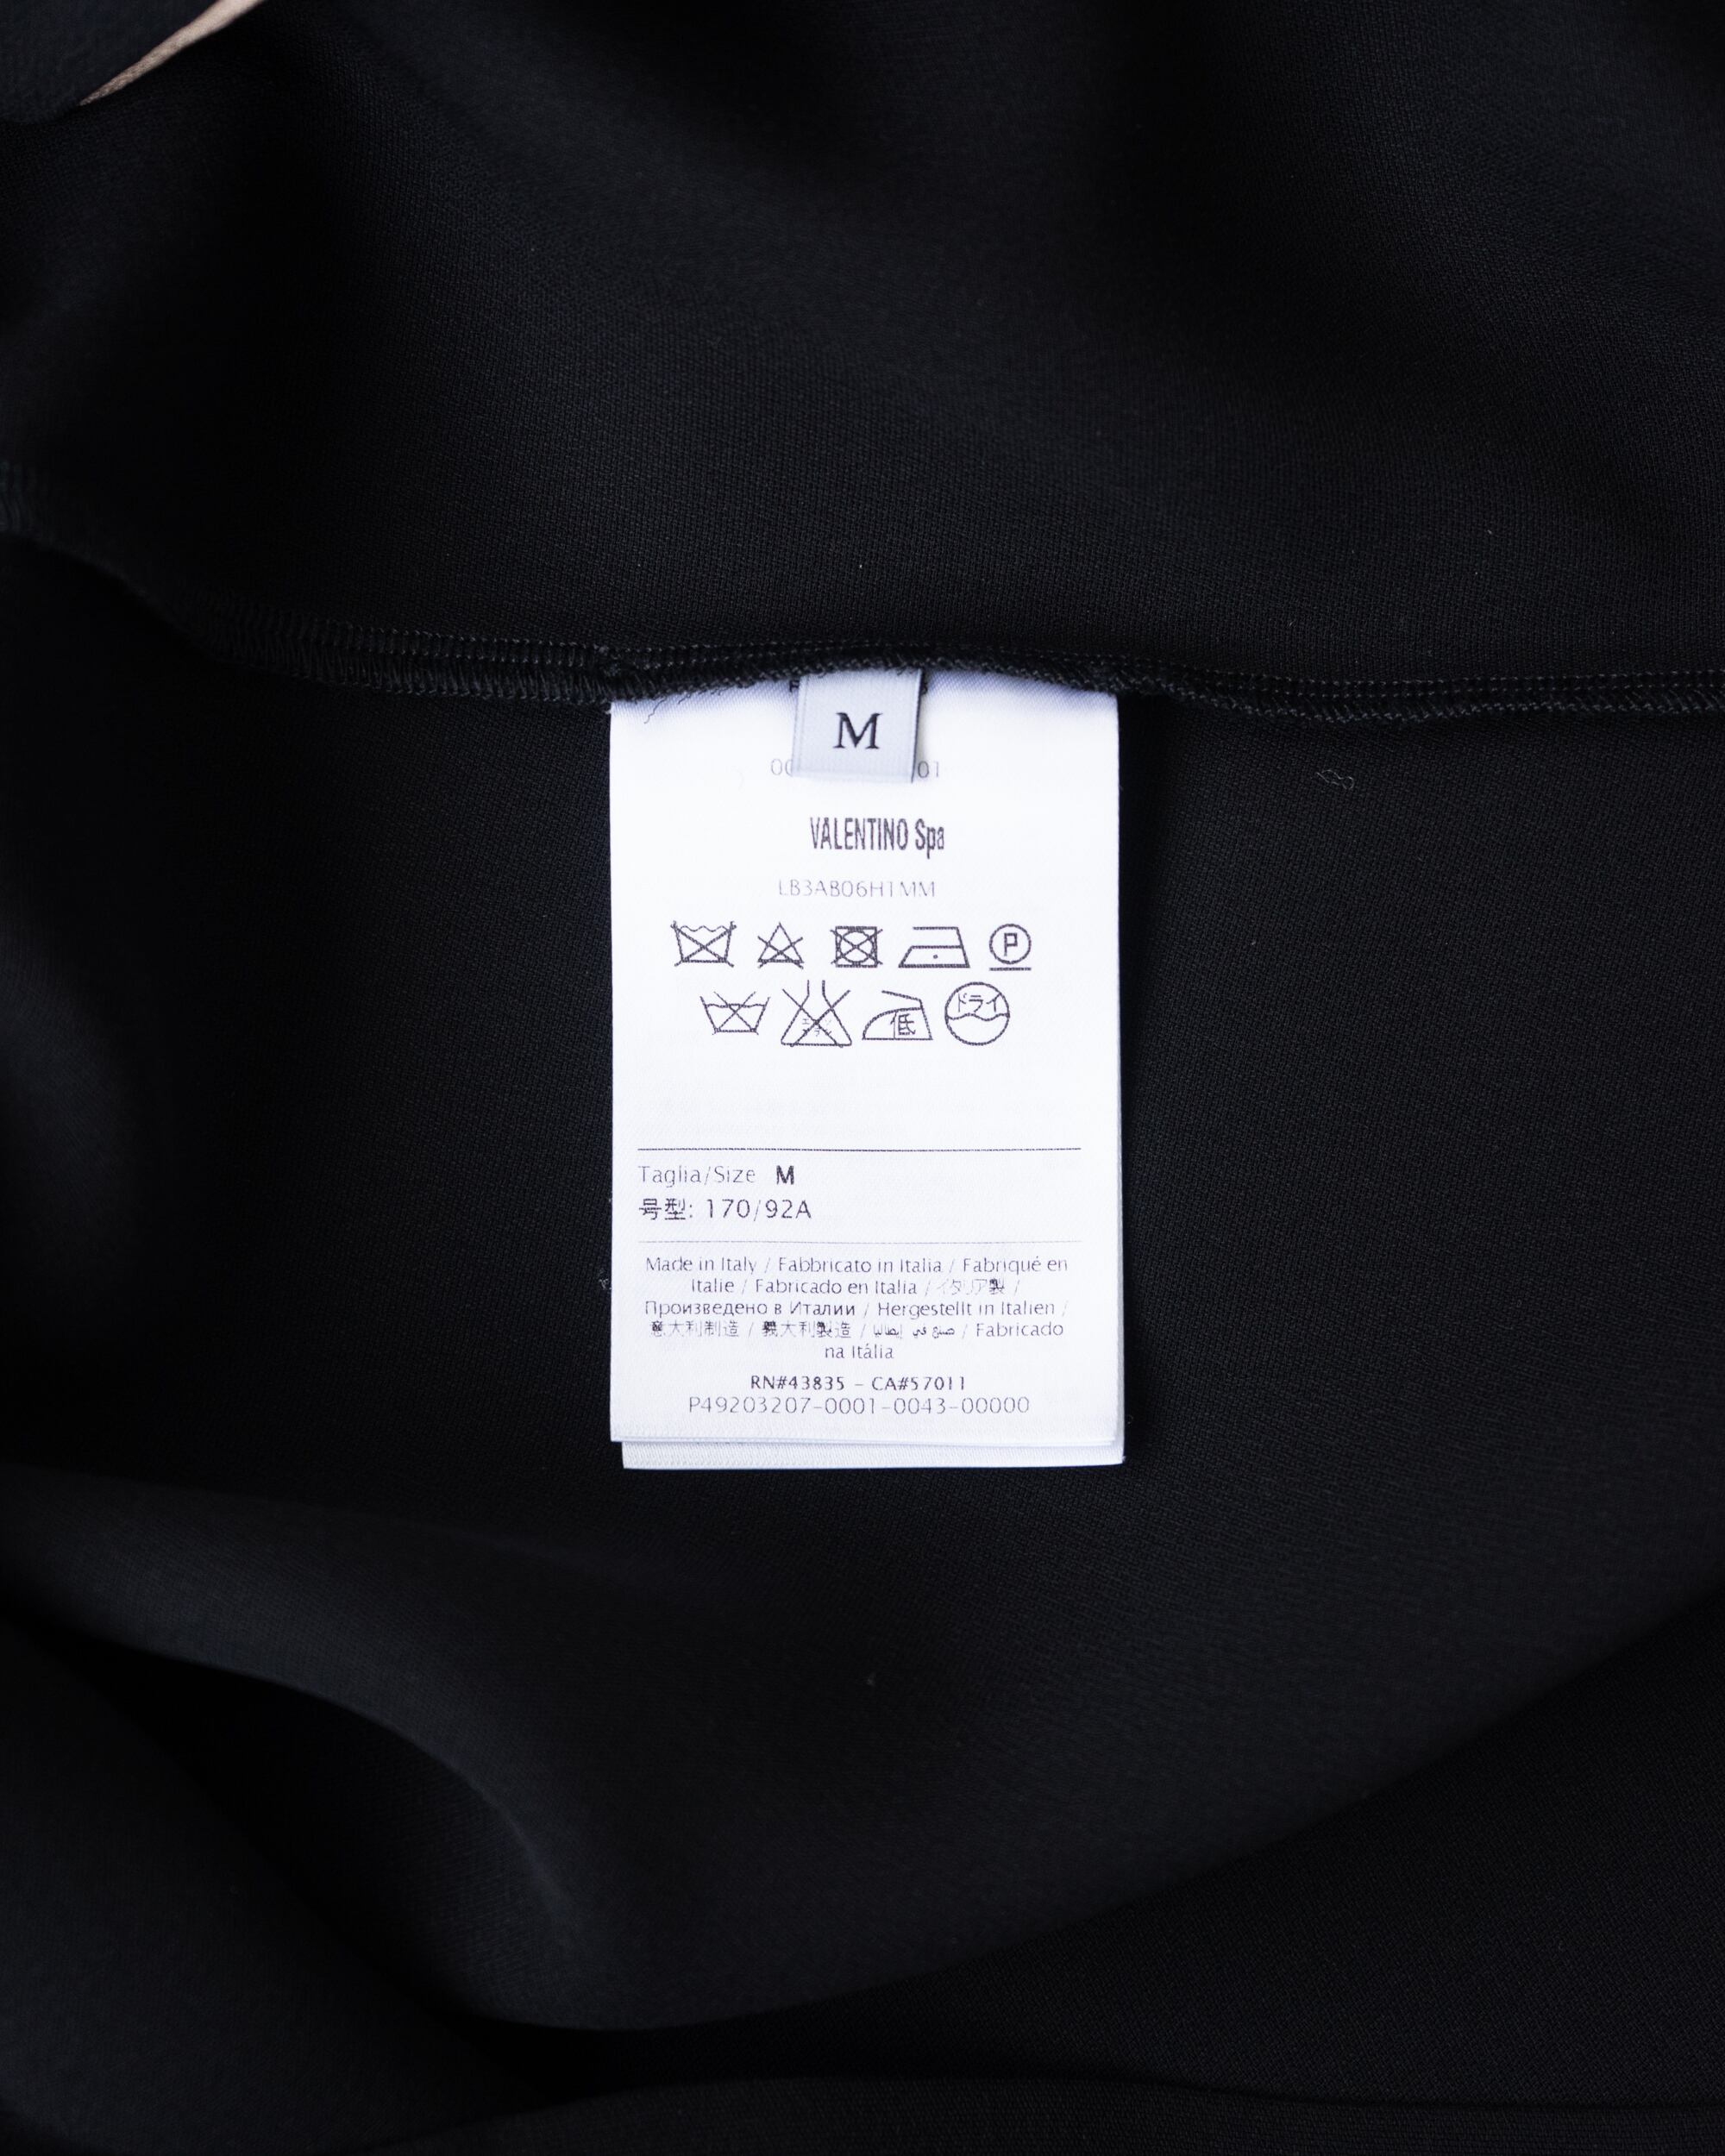 M
00 01
VALENTINO Spa
LB3AB06H1MM
P
ドライ
低
Taglia/Size M
号型: 170/92A
Made in Italy / Fabbricato in Italia / Fabriqué en
Italie / Fabricado en Italia / イタリア製 /
Произведено в Италии / Hergestellt in Italien /
意大利制造 / 義大利製造 / صنع في إيطاليا / Fabricado
na Itália
RN#43835 - CA#57011
P49203207-0001-0043-00000